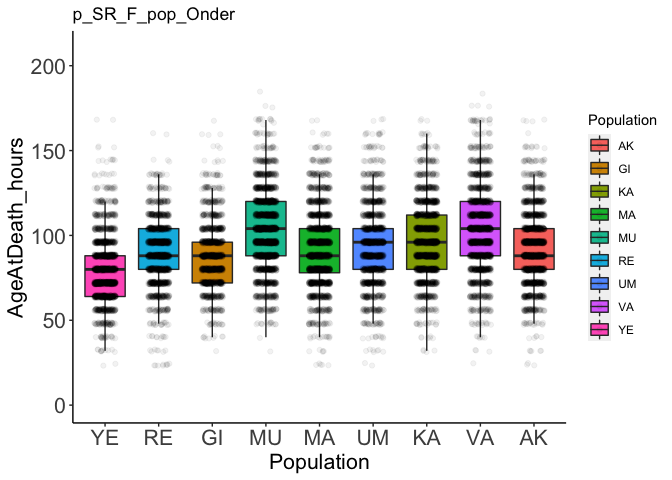 p_SR_F_pop_Onder
AgeAtDeath_hours
200
150
100
50
0
YE RE GI MU MA UM KA VA AK
Population
Population
AK
GI
KA
MA
MU
RE
UM
VA
YE